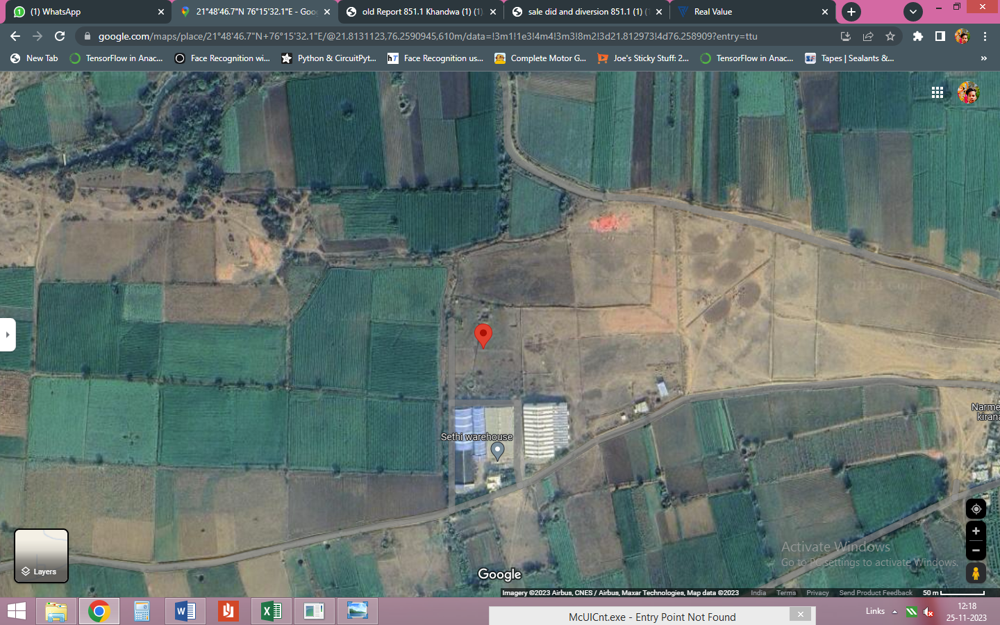 (1) WhatsApp
21°48'46.7"N 76°15'32.1"E - Goo
old Report 851.1 Khandwa (1) (1)
sale did and diversion 851.1 (1) (
Real Value
google.com/maps/place/21°48'46.7"N+76°15'32.1"E/@21.8131123,76.2590945,610m/data=!3m1!1e3!4m4!3m3!8m2!3d21.812973!4d76.258909?entry=ttu
New Tab
TensorFlow in Anac...
Face Recognition wi...
Python & CircuitPyt...
hT
Face Recognition us...
Complete Motor G...
Joe's Sticky Stuff: 2...
TensorFlow in Anac...
Tapes | Sealants &...
»
Sethi warehouse
Narme
kirana
Layers
Google
Activate Windows
Go to PC settings to activate Windows.
Imagery ©2023 Airbus, CNES / Airbus, Maxar Technologies, Map data ©2023
India
Terms
Privacy
Send Product Feedback
50 m
McUICnt.exe - Entry Point Not Found
Links
12:18
25-11-2023